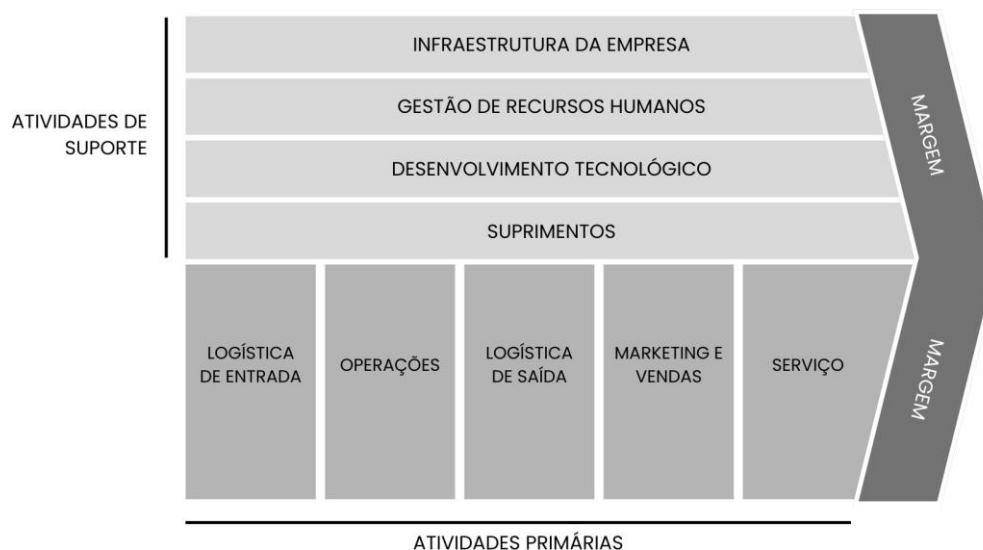 INFRAESTRUTURA DA EMPRESA
GESTÃO DE RECURSOS HUMANOS
DESENVOLVIMENTO TECNOLÓGICO
SUPRIMENTOS
ATIVIDADES DE
SUPORTE
MARGEM
LOGÍSTICA
DE ENTRADA
OPERAÇÕES
LOGÍSTICA
DE SAÍDA
MARKETING E
VENDAS
SERVIÇO
MARGEM
ATIVIDADES PRIMÁRIAS